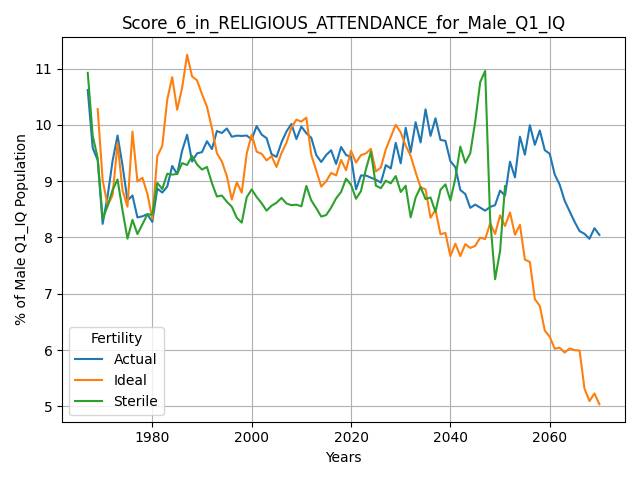 Score_6_in_RELIGIOUS_ATTENDANCE_for_Male_Q1_IQ
% of Male Q1_IQ Population
11
10
9
8
7
6
5
Fertility
Actual
Ideal
Sterile
1980 2000 2020 2040 2060
Years